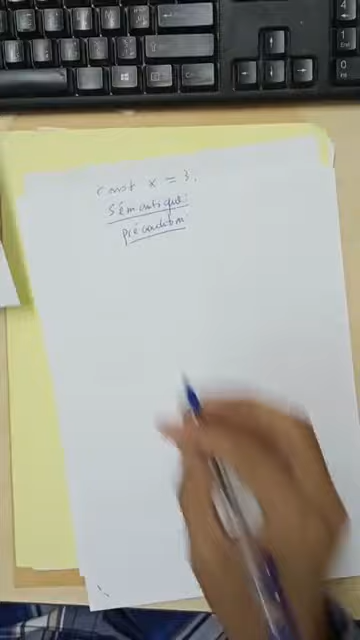 const x = 3.
Sémantique:
précondition